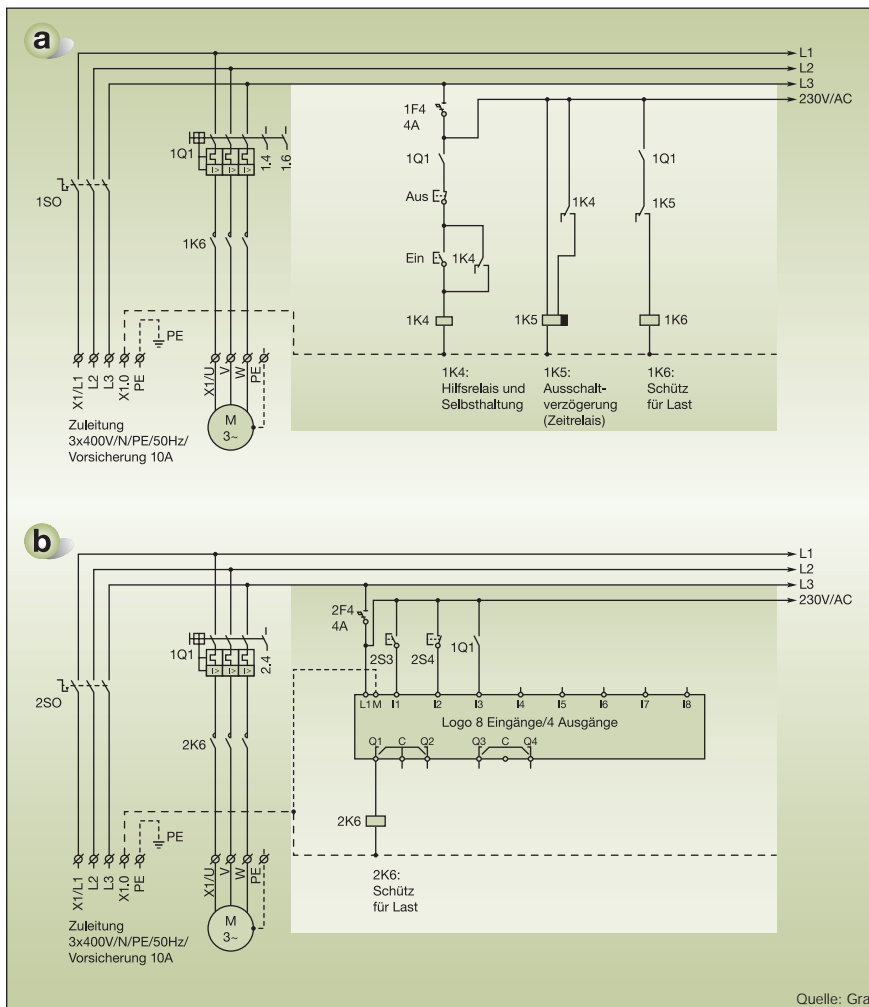 a
L1
L2
L3
230V/AC
1F4
4A
1Q1
1.4
1.6
I> I> I>
1Q1
1Q1
Aus
1K4
1K5
1SO
1K6
Ein
1K4
1K4
1K5
1K6
PE
X1/L1
L2
L3
X1.0
PE
X1/U
V
W
PE
M
3~
1K4:
Hilfsrelais und
Selbsthaltung
1K5:
Ausschalt-
verzögerung
(Zeitrelais)
1K6:
Schütz
für Last
Zuleitung
3x400V/N/PE/50Hz/
Vorsicherung 10A
b
L1
L2
L3
230V/AC
2F4
4A
1Q1
2.4
I> I> I>
2S3
2S4
1Q1
2SO
L1 M I1 I2 I3 I4 I5 I6 I7 I8
Logo 8 Eingänge/4 Ausgänge
Q1 C Q2 Q3 C Q4
2K6
2K6
PE
X1/L1
L2
L3
X1.0
PE
X1/U
V
W
PE
M
3~
2K6:
Schütz
für Last
Zuleitung
3x400V/N/PE/50Hz/
Vorsicherung 10A
Quelle: Gra